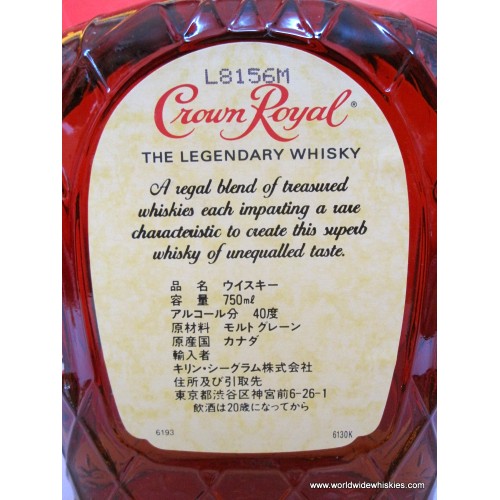 L8156M
Crown Royal®
THE LEGENDARY WHISKY
A regal blend of treasured
whiskies each imparting a rare
characteristic to create this superb
whisky of unequalled taste.
品 名 ウイスキー
容 量 750ml
アルコール分 40度
原材料 モルトグレーン
原産国 カナダ
輸入者
キリン・シーグラム株式会社
住所及び引取先
東京都渋谷区神宮前6-26-1
飲酒は20歳になってから
6193 6130K
www.worldwidewhiskies.com